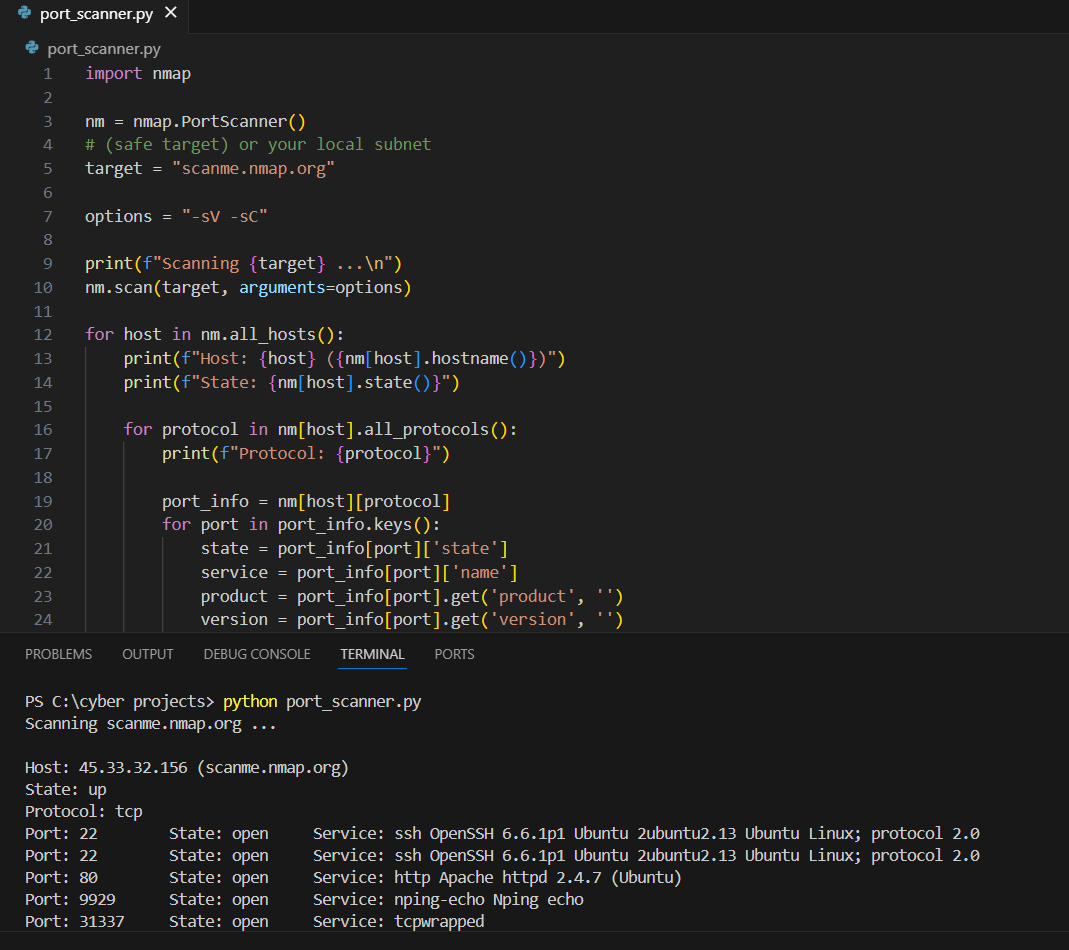 port_scanner.py
port_scanner.py
1 import nmap
2
3 nm = nmap.PortScanner()
4 # (safe target) or your local subnet
5 target = "scanme.nmap.org"
6
7 options = "-sV -sC"
8
9 print(f"Scanning {target} ...\n")
10 nm.scan(target, arguments=options)
11
12 for host in nm.all_hosts():
13     print(f"Host: {host} ({nm[host].hostname()})")
14     print(f"State: {nm[host].state()}")
15
16     for protocol in nm[host].all_protocols():
17         print(f"Protocol: {protocol}")
18
19         port_info = nm[host][protocol]
20         for port in port_info.keys():
21             state = port_info[port]['state']
22             service = port_info[port]['name']
23             product = port_info[port].get('product', '')
24             version = port_info[port].get('version', '')
PROBLEMS OUTPUT DEBUG CONSOLE TERMINAL PORTS
PS C:\cyber projects> python port_scanner.py
Scanning scanme.nmap.org ...
Host: 45.33.32.156 (scanme.nmap.org)
State: up
Protocol: tcp
Port: 22 State: open Service: ssh OpenSSH 6.6.1p1 Ubuntu 2ubuntu2.13 Ubuntu Linux; protocol 2.0
Port: 22 State: open Service: ssh OpenSSH 6.6.1p1 Ubuntu 2ubuntu2.13 Ubuntu Linux; protocol 2.0
Port: 80 State: open Service: http Apache httpd 2.4.7 (Ubuntu)
Port: 9929 State: open Service: nping-echo Nping echo
Port: 31337 State: open Service: tcpwrapped